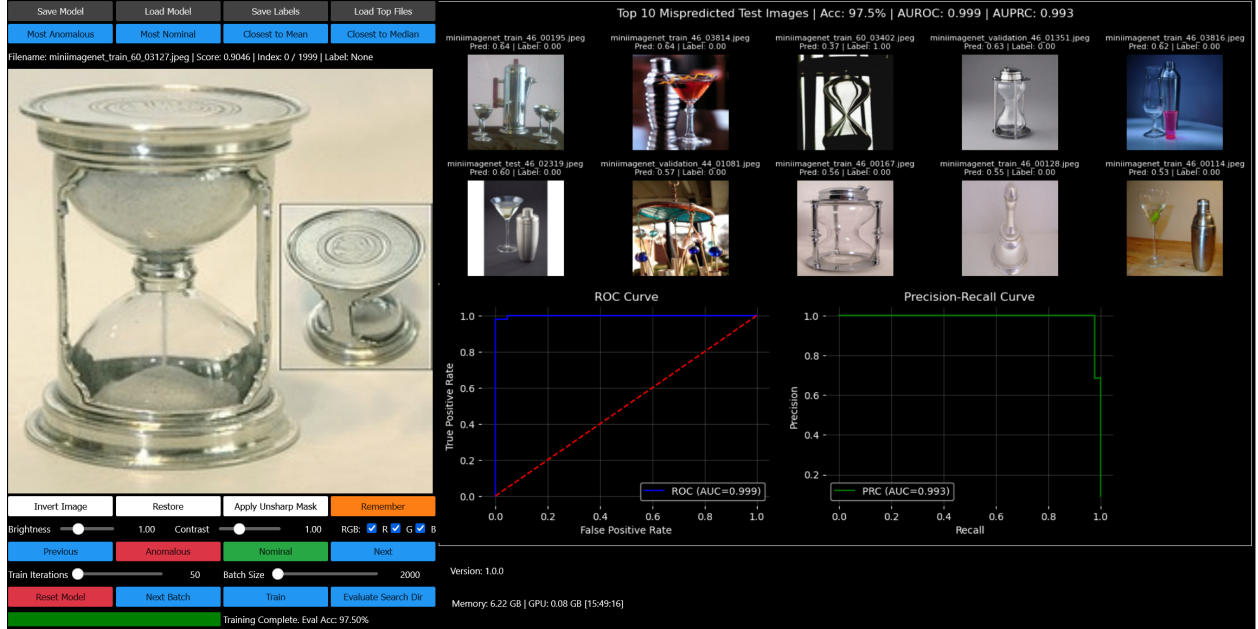 Save Model
Load Model
Save Labels
Load Top Files
Most Anomalous
Most Nominal
Closest to Mean
Closest to Median
Filename: miniimagenet_train_60_03127.jpeg | Score: 0.9046 | Index: 0 / 1999 | Label: None
Invert Image
Restore
Apply Unsharp Mask
Remember
Brightness
1.00
Contrast
1.00
RGB:
R
G
B
Previous
Anomalous
Nominal
Next
Train Iterations
50
Batch Size
2000
Reset Model
Next Batch
Train
Evaluate Search Dir
Training Complete. Eval Acc: 97.50%
Top 10 Mispredicted Test Images | Acc: 97.5% | AUROC: 0.999 | AUPRC: 0.993
miniimagenet_train_46_00195.jpeg
Pred: 0.64 | Label: 0.00
miniimagenet_train_46_03814.jpeg
Pred: 0.64 | Label: 0.00
miniimagenet_train_60_03402.jpeg
Pred: 0.37 | Label: 1.00
miniimagenet_validation_46_01351.jpeg
Pred: 0.63 | Label: 0.00
miniimagenet_train_46_03816.jpeg
Pred: 0.62 | Label: 0.00
miniimagenet_test_46_02319.jpeg
Pred: 0.60 | Label: 0.00
miniimagenet_validation_44_01081.jpeg
Pred: 0.57 | Label: 0.00
miniimagenet_train_46_00167.jpeg
Pred: 0.56 | Label: 0.00
miniimagenet_train_46_00128.jpeg
Pred: 0.55 | Label: 0.00
miniimagenet_train_46_00114.jpeg
Pred: 0.53 | Label: 0.00
ROC Curve
True Positive Rate
1.0
0.8
0.6
0.4
0.2
0.0
ROC (AUC=0.999)
0.0
0.2
0.4
0.6
0.8
1.0
False Positive Rate
Precision-Recall Curve
Precision
1.0
0.8
0.6
0.4
0.2
PRC (AUC=0.993)
0.0
0.2
0.4
0.6
0.8
1.0
Recall
Version: 1.0.0
Memory: 6.22 GB | GPU: 0.08 GB [15:49:16]